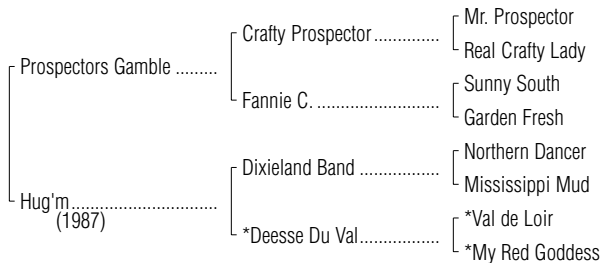 Mr. Prospector
Crafty Prospector..............
Real Crafty Lady
Prospectors Gamble .........
Sunny South
Fannie C. ..........................
Garden Fresh
Northern Dancer
Dixieland Band .................
Mississippi Mud
Hug'm................................
(1987)
*Val de Loir
*Deesse Du Val.................
*My Red Goddess